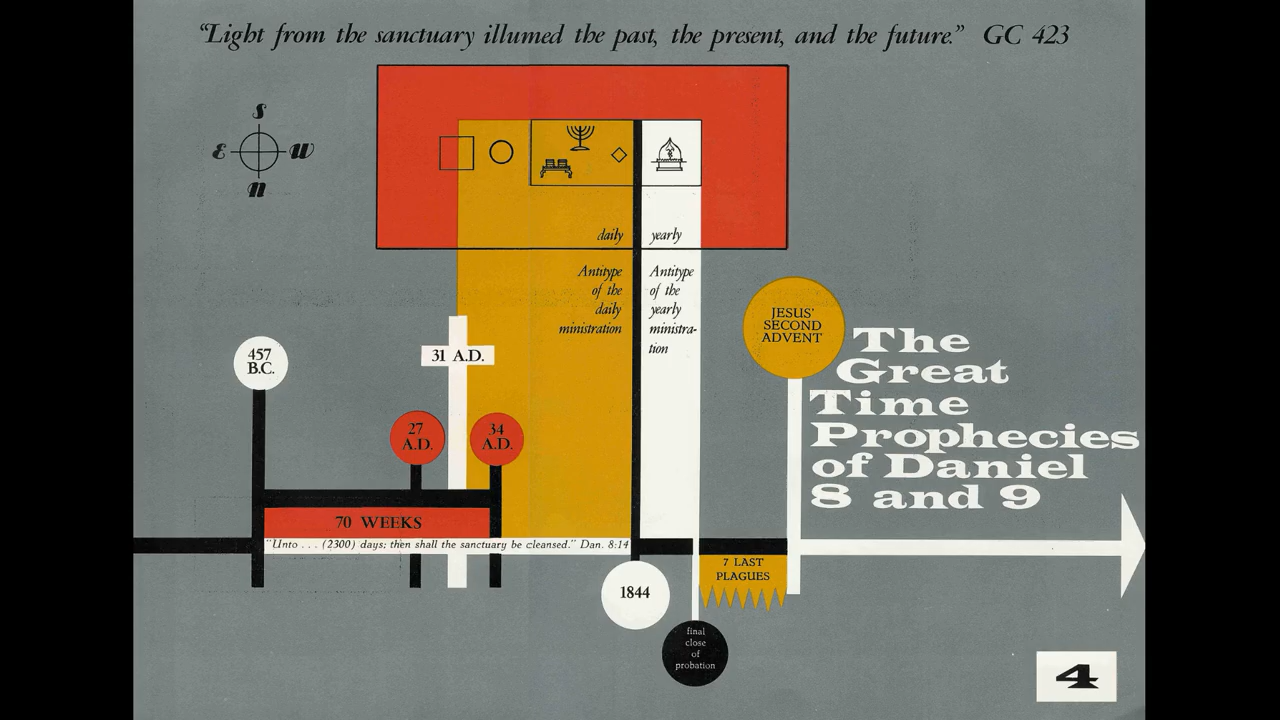 “Light from the sanctuary illumed the past, the present, and the future.” GC 423
S
E W
n
daily
yearly
Antitype
of the
daily
ministration
Antitype
of the
yearly
ministra-
tion
JESUS'
SECOND
ADVENT
The
Great
Time
Prophecies
of Daniel
8 and 9
457
B.C.
31 A.D.
27
A.D.
34
A.D.
70 WEEKS
"Unto . . . (2300) days; then shall the sanctuary be cleansed." Dan. 8:14
7 LAST
PLAGUES
1844
final
close
of
probation
4